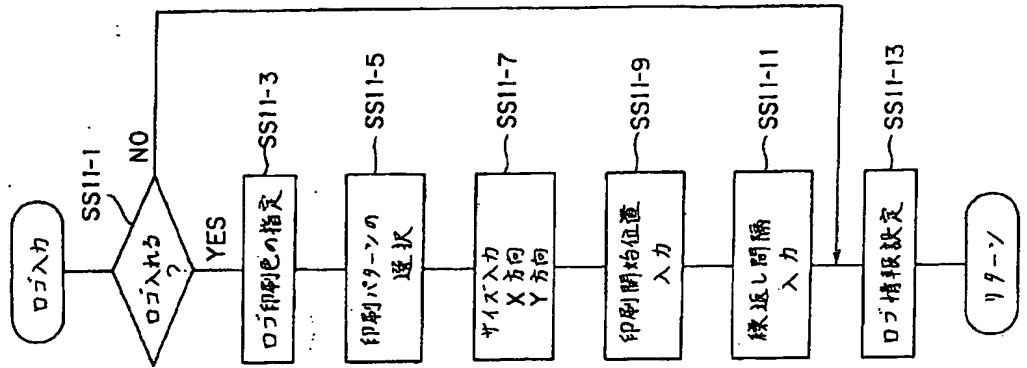 ロゴ入力
SS11-1
ロゴ入れる
?
NO
YES
ロゴ印刷色の指定
SS11-3
印刷パターンの
選択
SS11-5
サイズ入力
X方向
Y方向
SS11-7
印刷開始位置
入力
SS11-9
繰返し間隔
入力
SS11-11
ロゴ情報設定
SS11-13
リターン